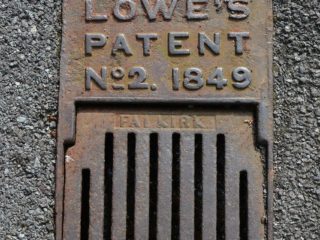 LOWE'S
PATENT
No2. 1849
FALKIRK